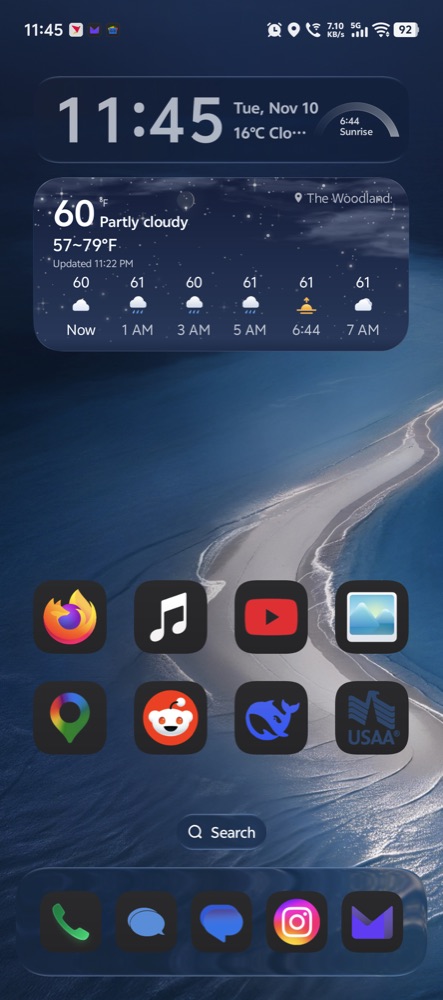 11:45
7.10 KB/s
5G
92
11:45
Tue, Nov 10
16°C Clo···
6:44
Sunrise
60 °F
Partly cloudy
The Woodland
57~79°F
Updated 11:22 PM
60 61 60 61 61 61
Now 1 AM 3 AM 5 AM 6:44 7 AM
USAA®
Search